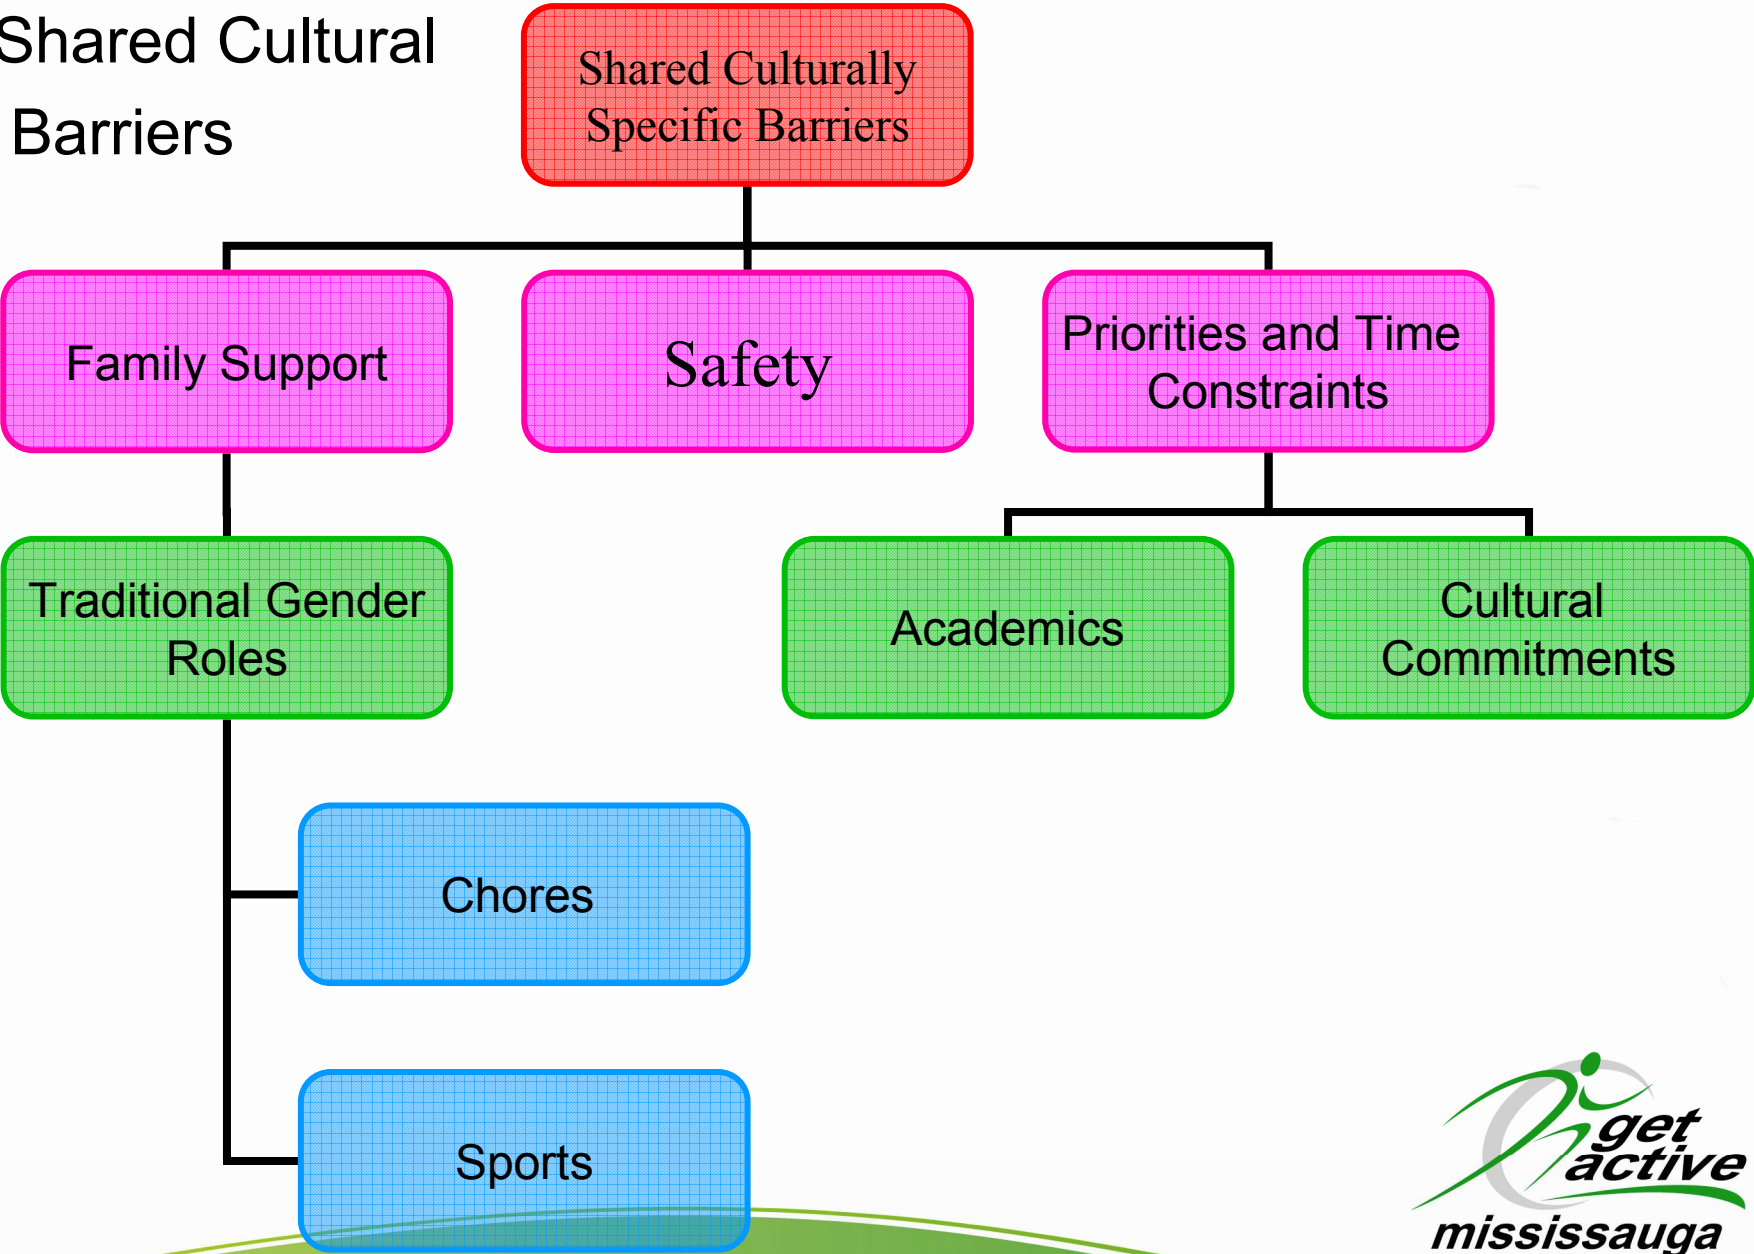 Shared Cultural
Barriers
Shared Culturally
Specific Barriers
Family Support
Safety
Priorities and Time
Constraints
Traditional Gender
Roles
Academics
Cultural
Commitments
Chores
Sports
get
active
mississauga